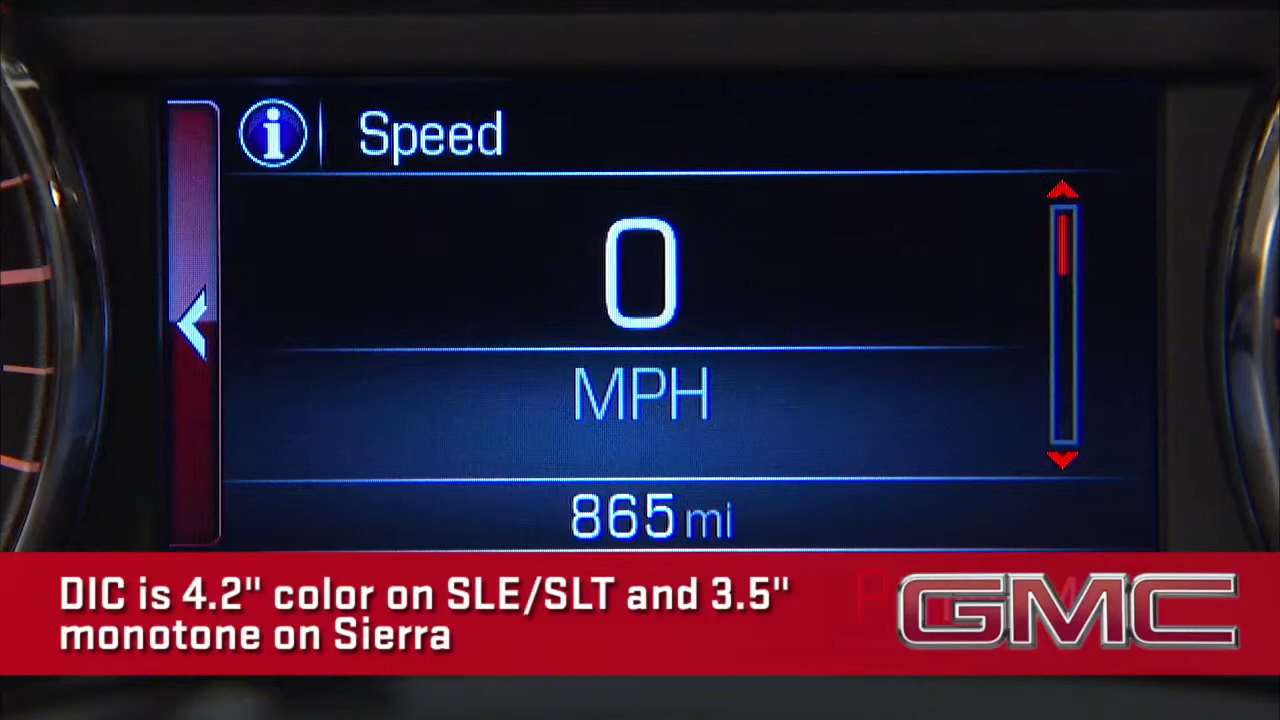 Speed
0
MPH
865 mi
DIC is 4.2" color on SLE/SLT and 3.5"
monotone on Sierra
GMC